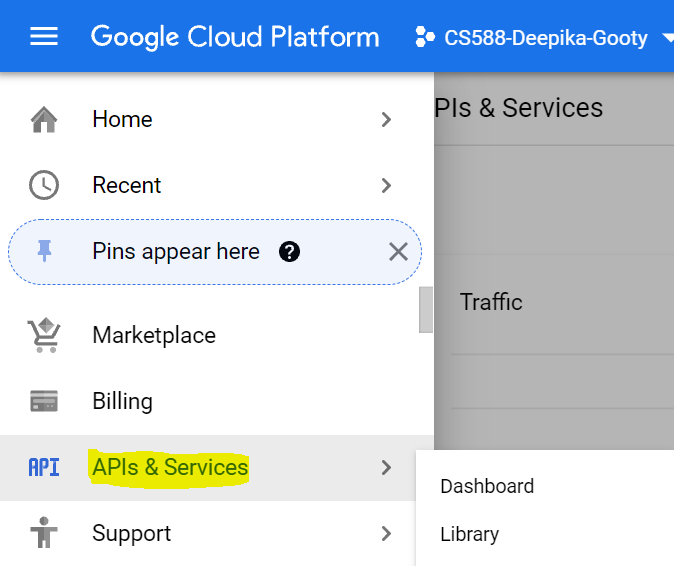 Google Cloud Platform
CS588-Deepika-Gooty
Home
Recent
Pins appear here ?
Marketplace
Billing
API APIs & Services
Support
PIs & Services
Traffic
Dashboard
Library